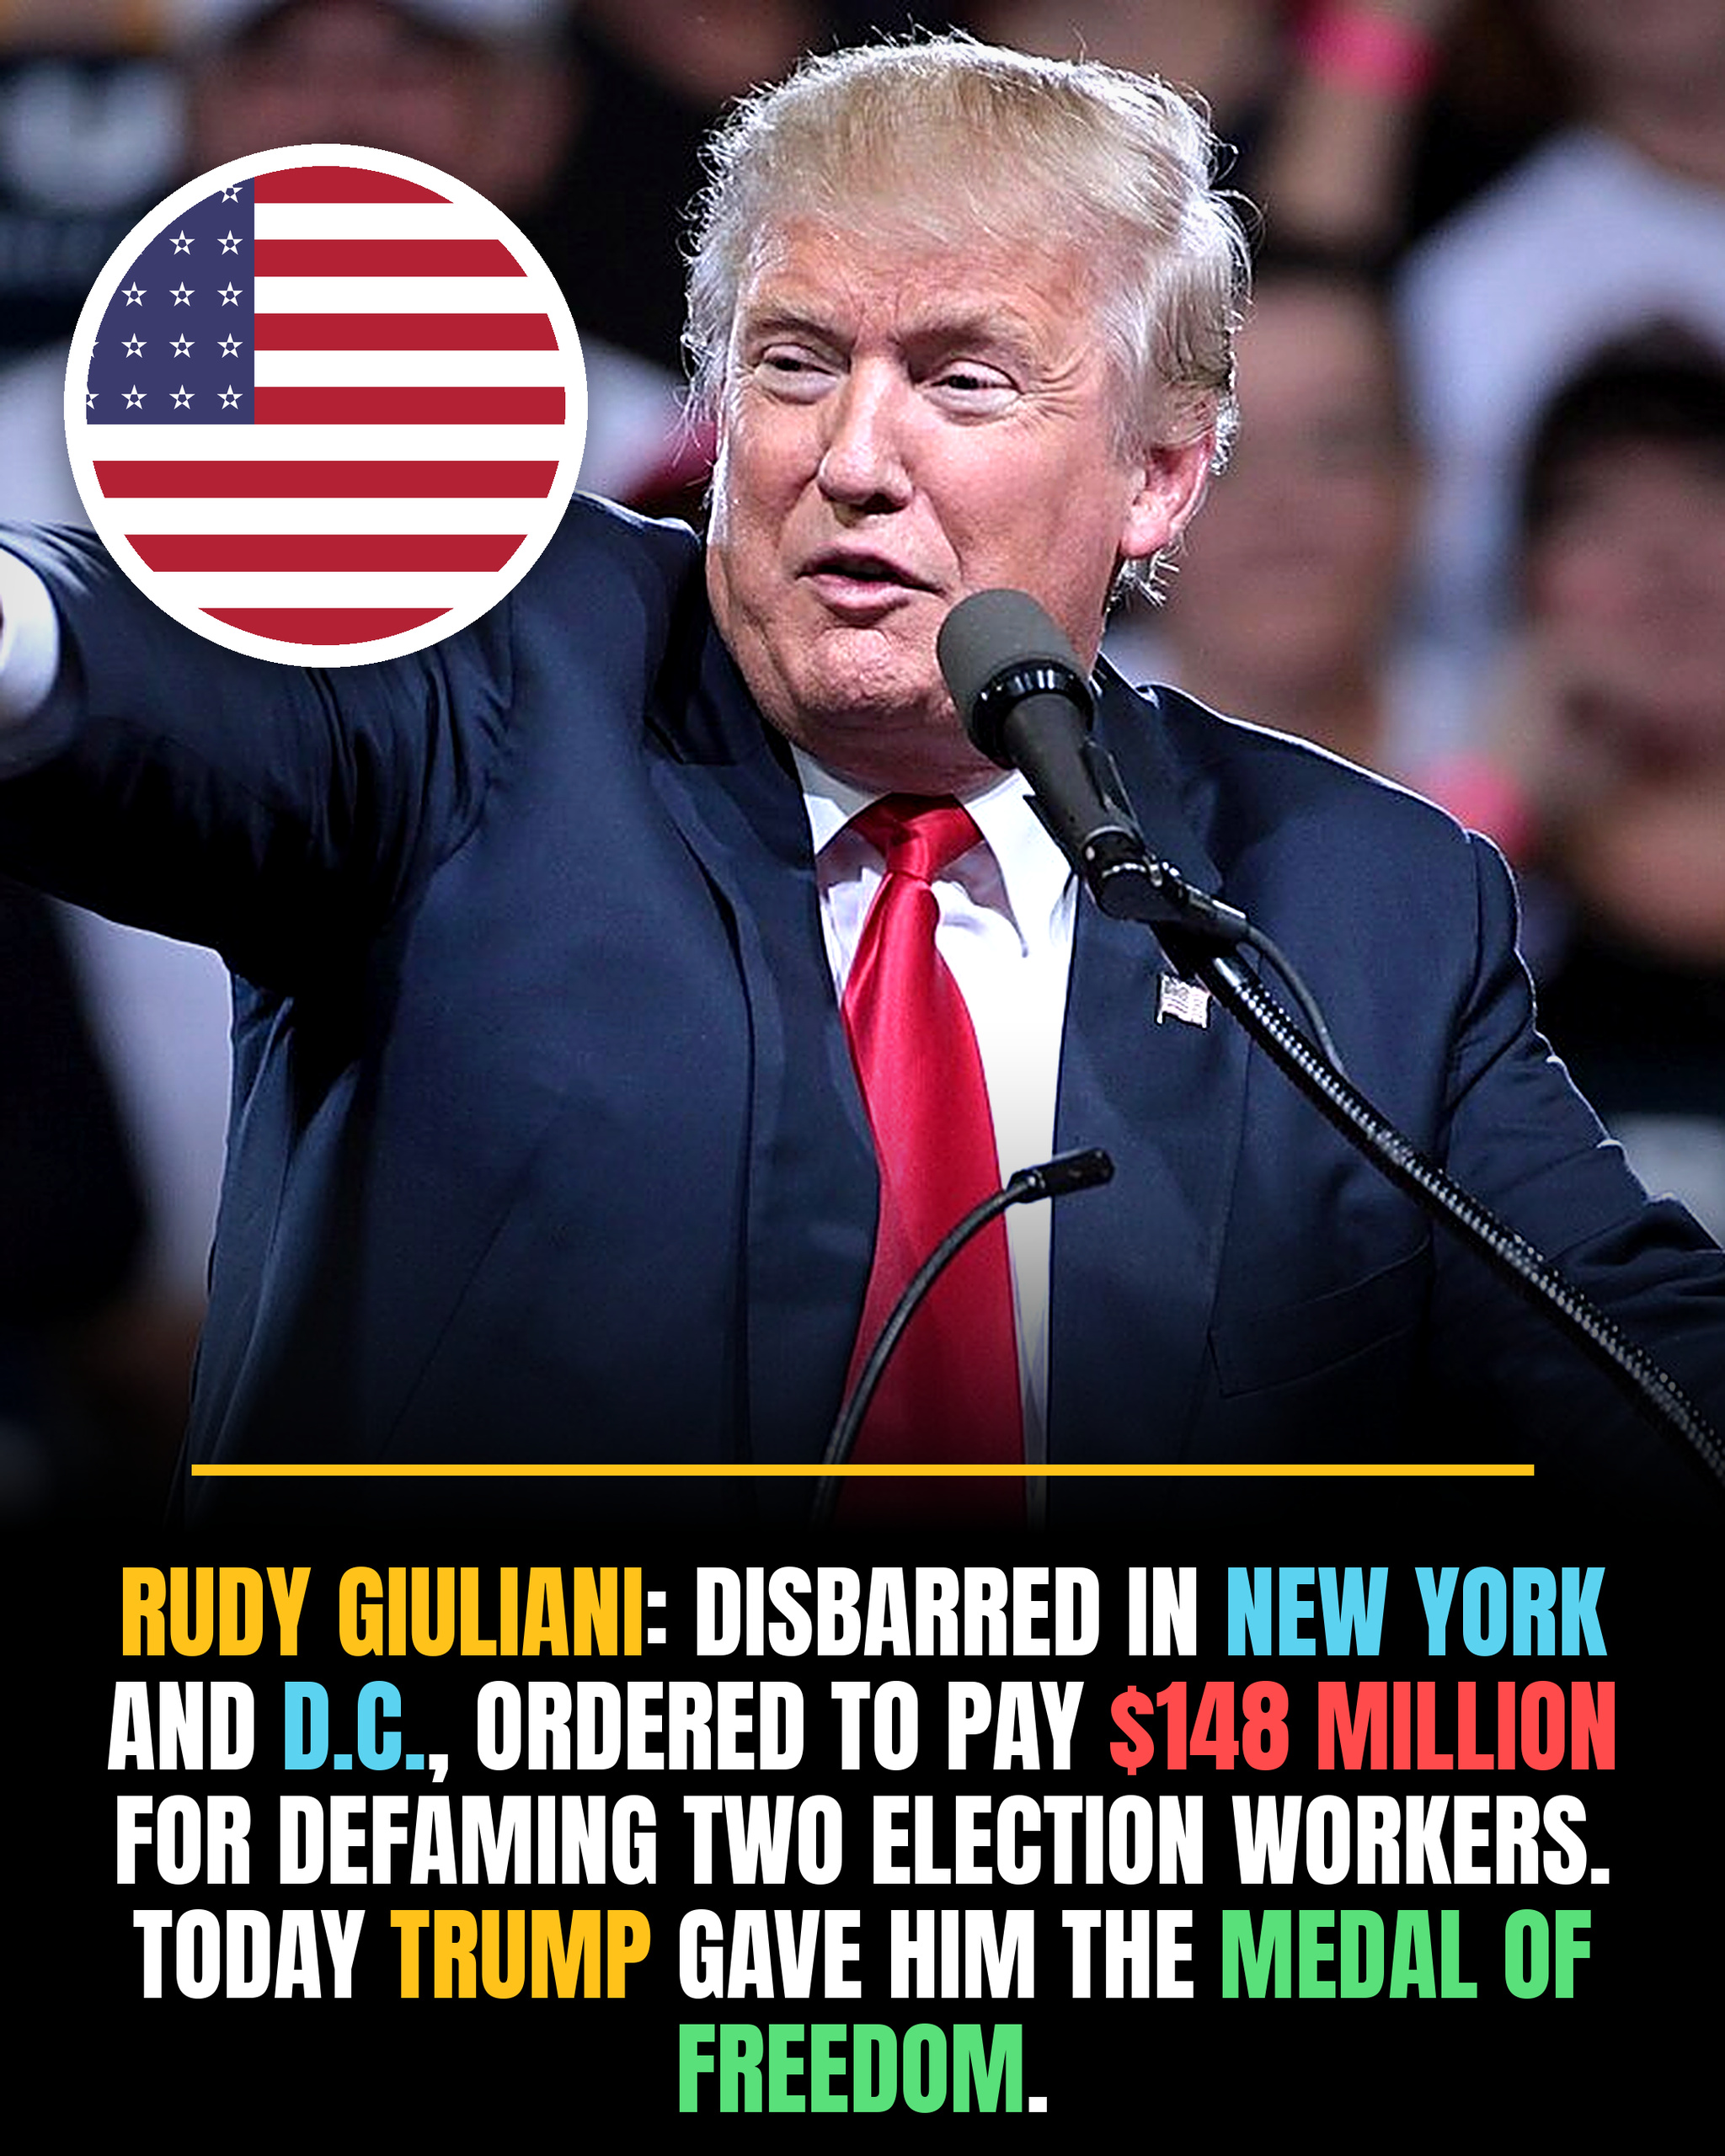 RUDY GIULIANI: DISBARRED IN NEW YORK
AND D.C., ORDERED TO PAY $148 MILLION
FOR DEFAMING TWO ELECTION WORKERS.
TODAY TRUMP GAVE HIM THE MEDAL OF
FREEDOM.